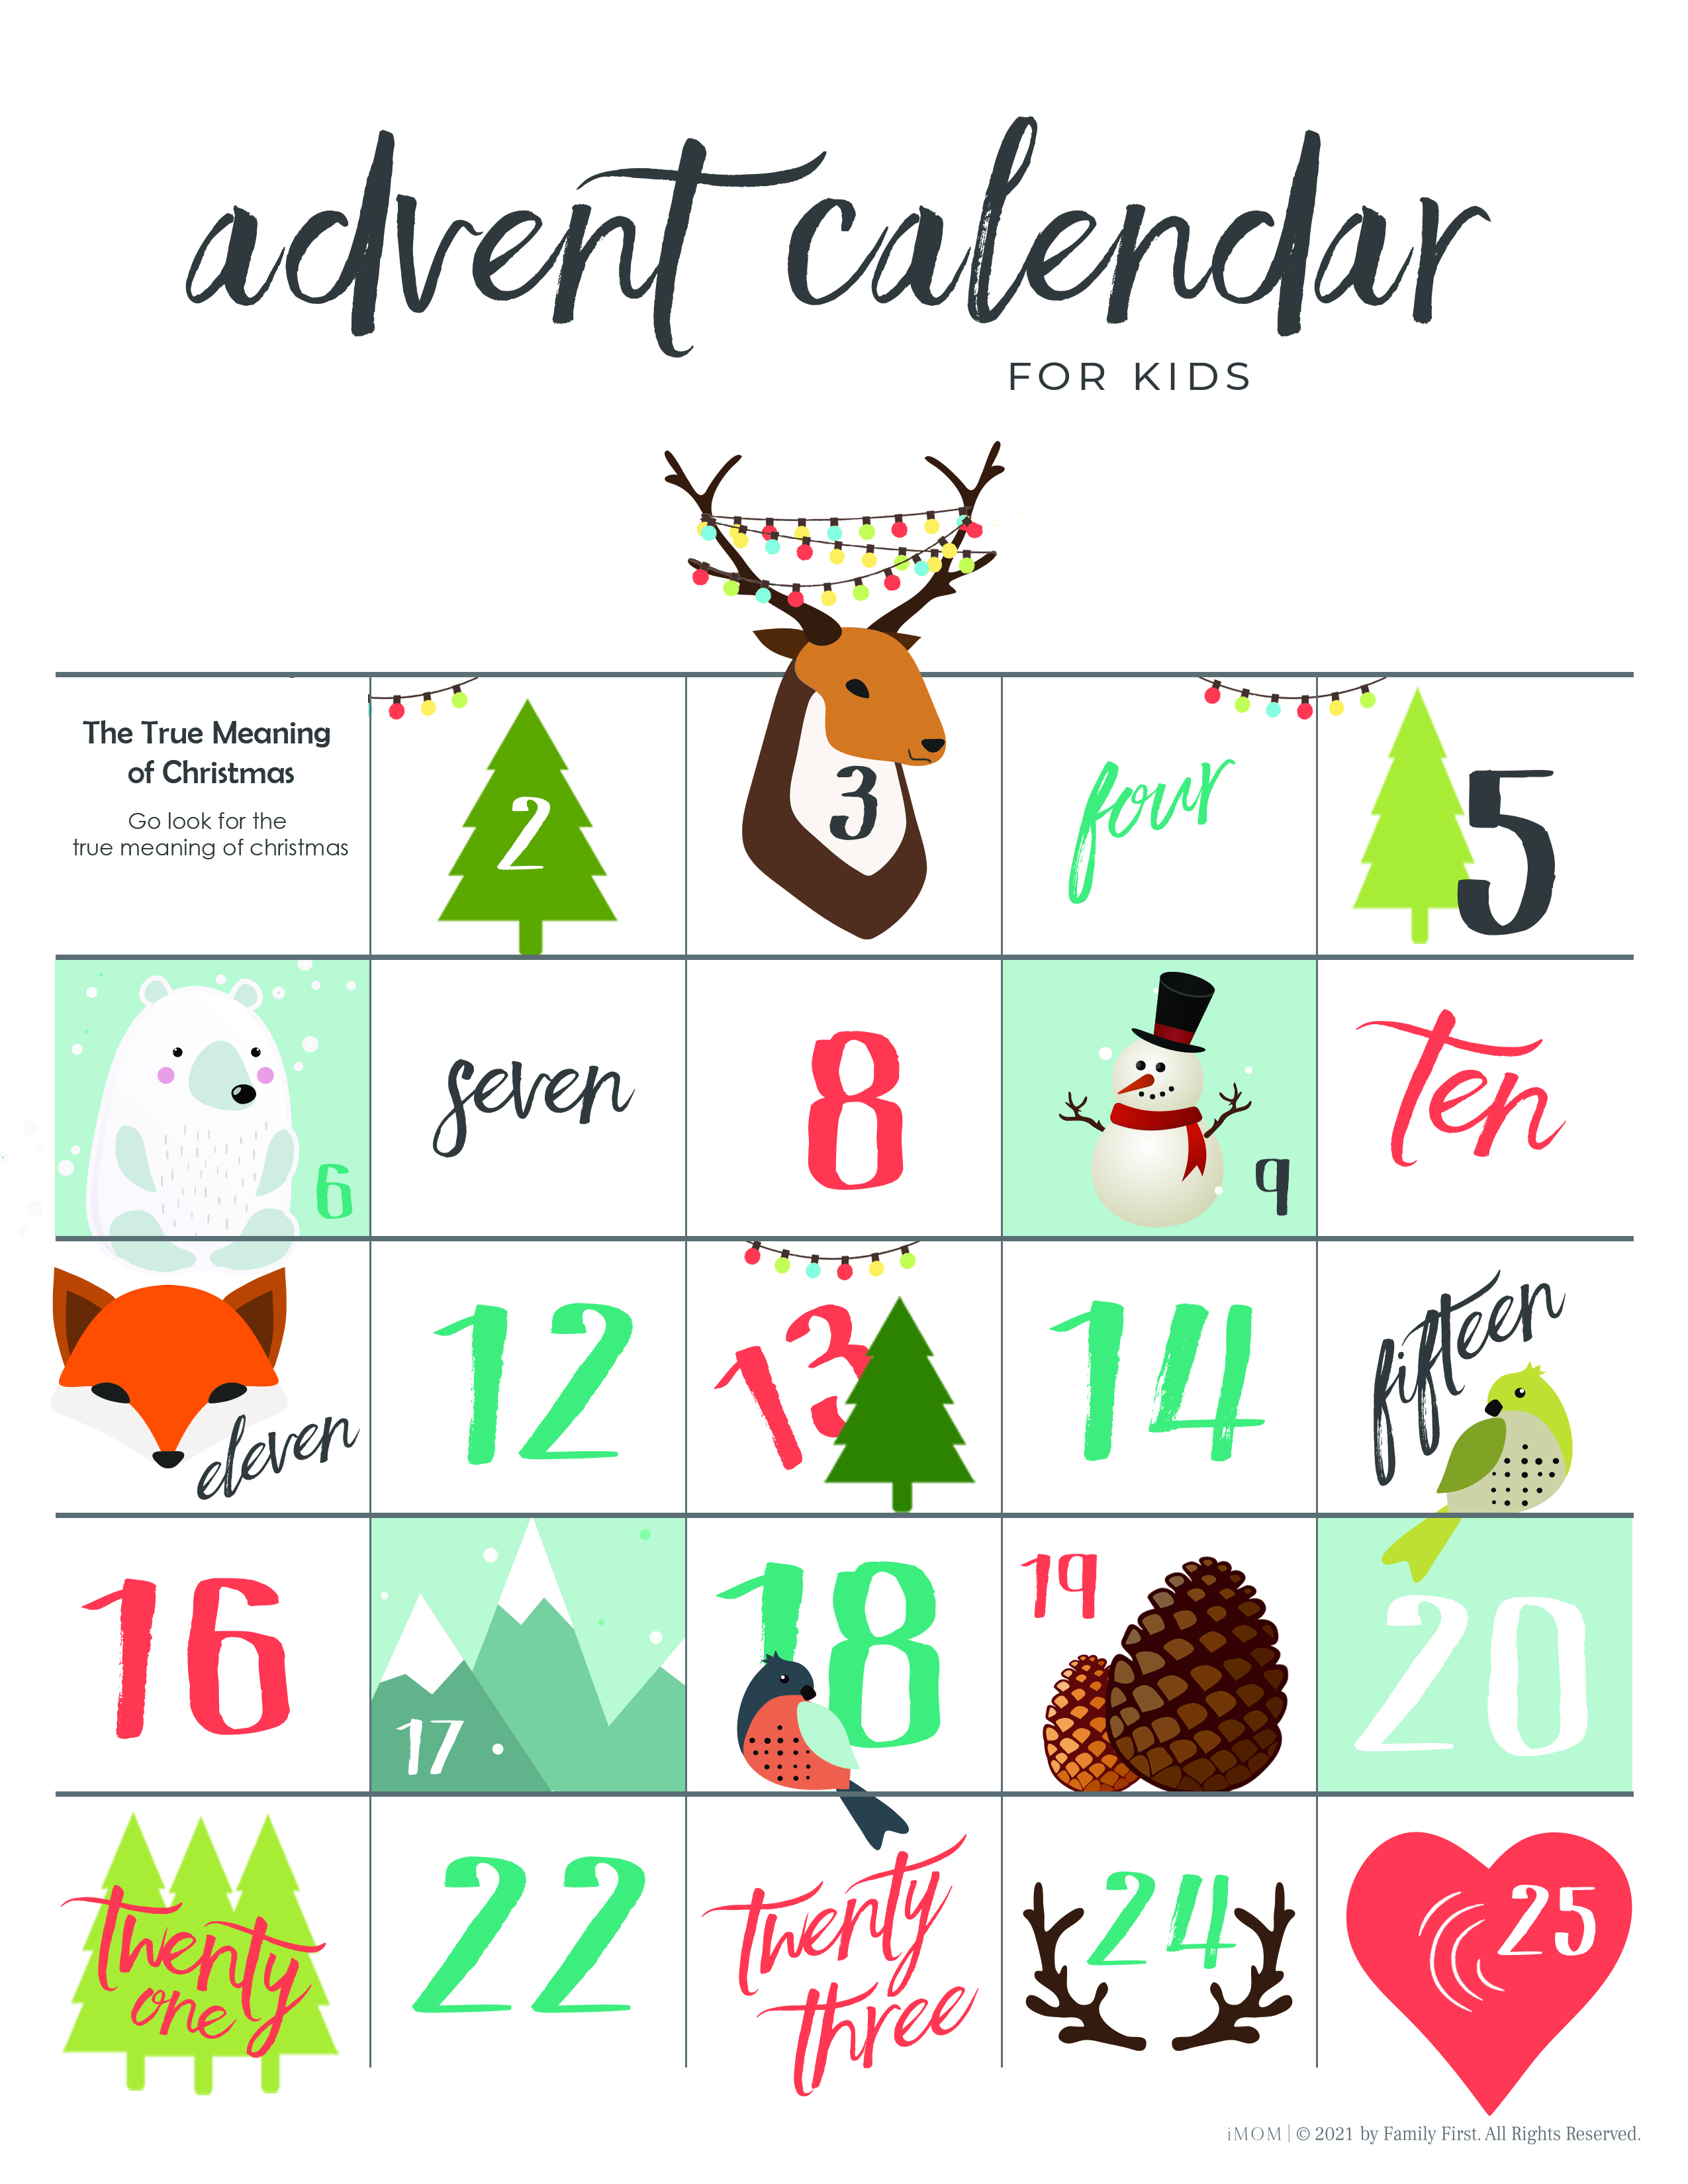 advent calendar
FOR KIDS
The True Meaning
of Christmas
Go look for the
true meaning of christmas
2
3
four
5
6
seven
8
9
Ten
eleven
12
13
14
fifteen
16
17
18
19
20
Twenty
one
22
Twenty
three
24
25
iMOM | © 2021 by Family First. All Rights Reserved.